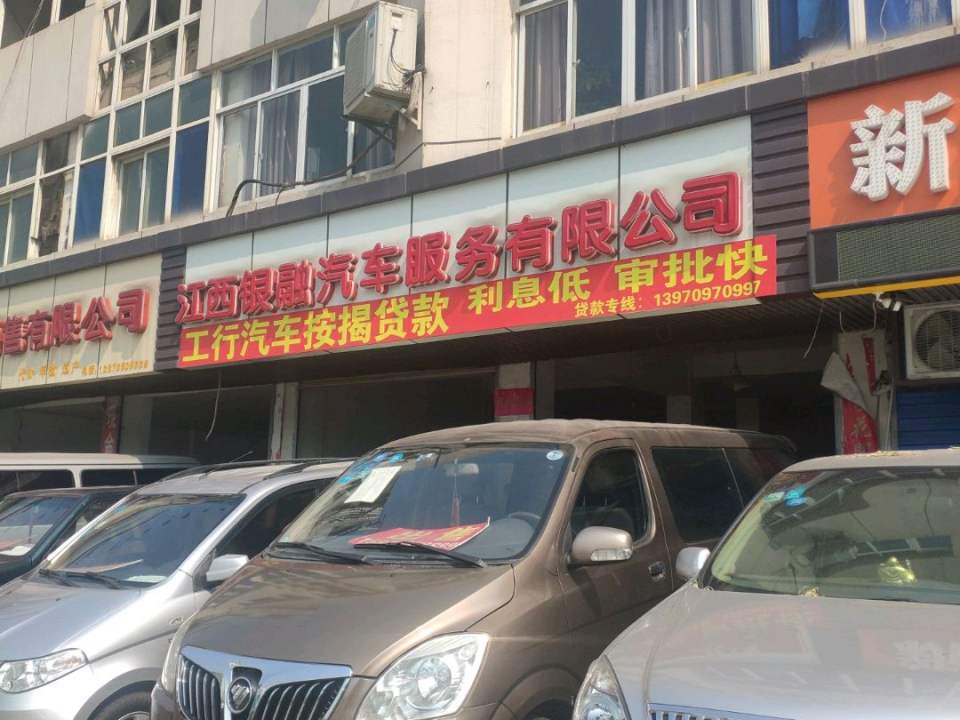 江西银融汽车服务有限公司
工行汽车按揭贷款 利息低 审批快
贷款专线：13970970997
售有限公司
新